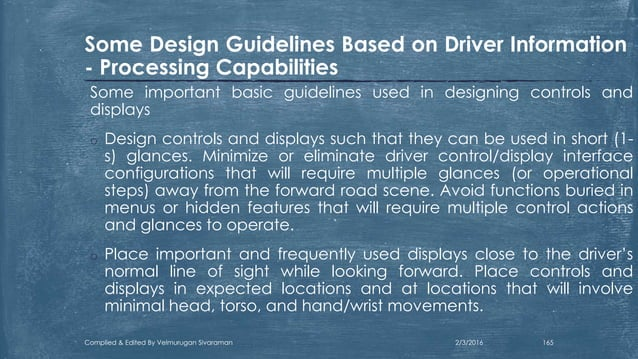 Some Design Guidelines Based on Driver Information
- Processing Capabilities
Some important basic guidelines used in designing controls and
displays
o Design controls and displays such that they can be used in short (1-
s) glances. Minimize or eliminate driver control/display interface
configurations that will require multiple glances (or operational
steps) away from the forward road scene. Avoid functions buried in
menus or hidden features that will require multiple control actions
and glances to operate.
o Place important and frequently used displays close to the driver's
normal line of sight while looking forward. Place controls and
displays in expected locations and at locations that will involve
minimal head, torso, and hand/wrist movements.
Complied & Edited By Velmurugan Sivaraman 2/3/2016 165